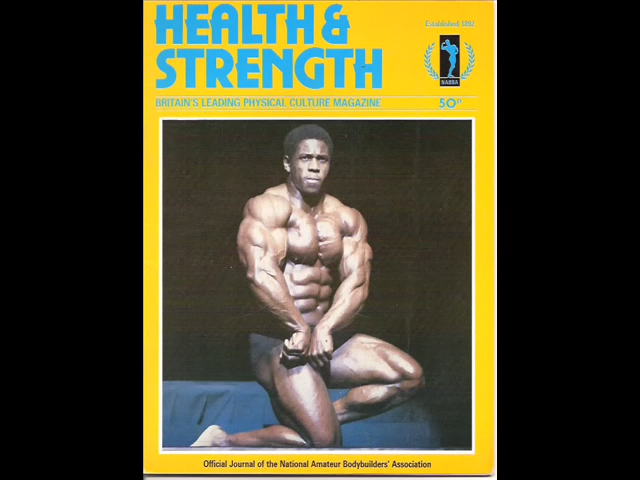 HEALTH &
STRENGTH
Established 1892
NABBA
BRITAIN'S LEADING PHYSICAL CULTURE MAGAZINE
50P
Official Journal of the National Amateur Bodybuilders' Association